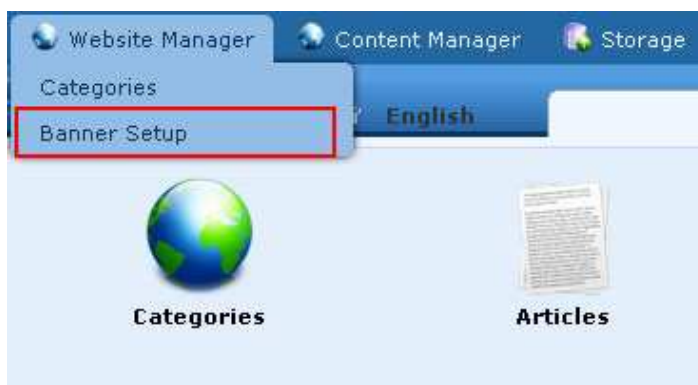 Website Manager Content Manager Storage
Categories
Banner Setup
English
Categories Articles